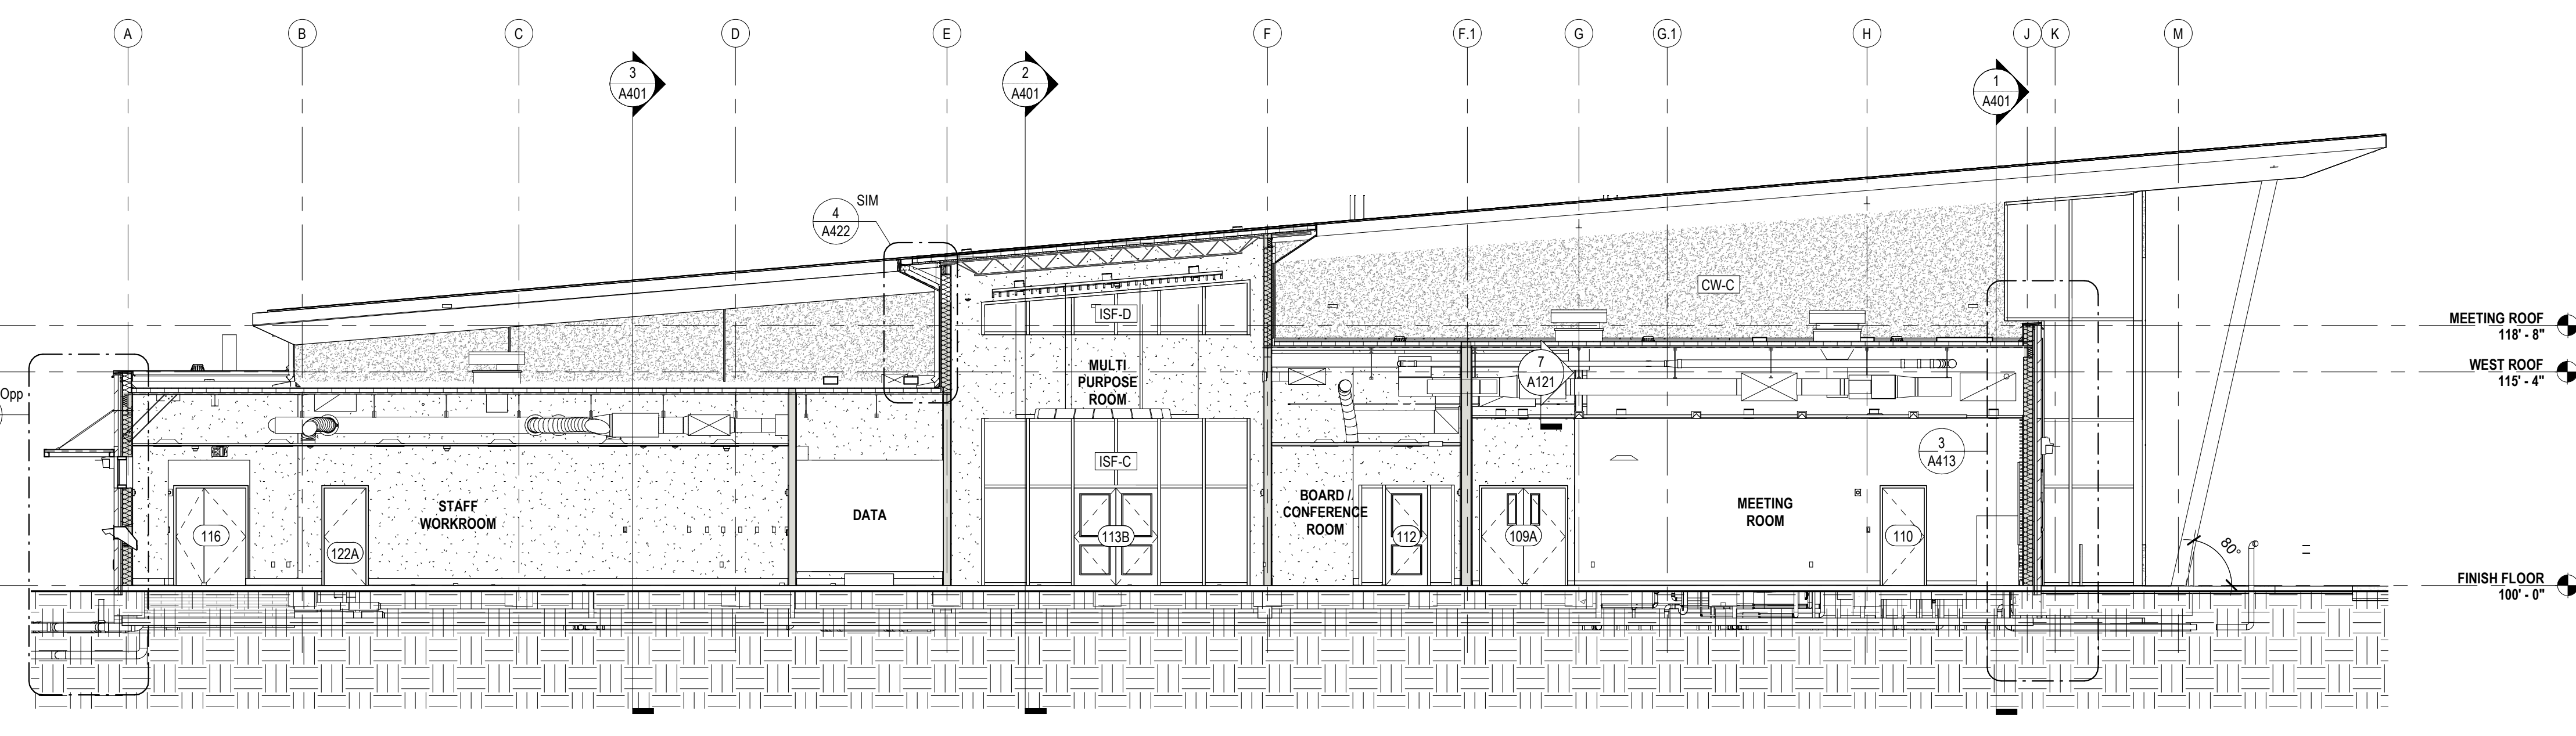 A
B
C
D
E
F
F.1
G
G.1
H
J
K
M
3
A401
2
A401
1
A401
SIM
4
A422
CW-C
ISF-D
MEETING ROOF
118' - 8"
WEST ROOF
115' - 4"
Opp
MULTI
PURPOSE
ROOM
7
A121
3
A413
ISF-C
STAFF
WORKROOM
DATA
BOARD /
CONFERENCE
ROOM
MEETING
ROOM
116
122A
113B
112
109A
110
80°
FINISH FLOOR
100' - 0"